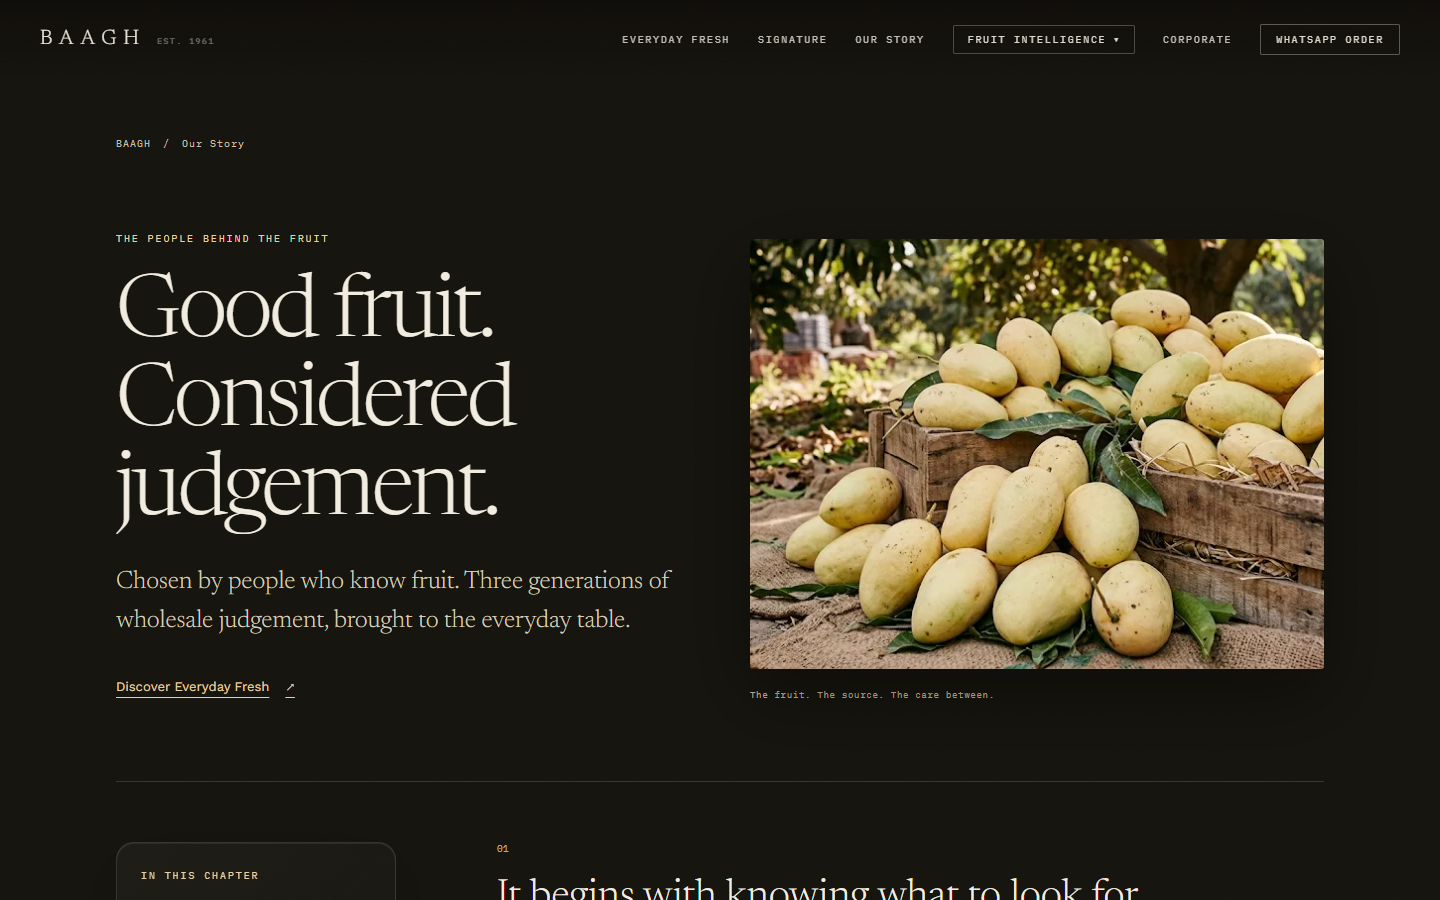 BAAGH EST. 1961
EVERYDAY FRESH SIGNATURE OUR STORY FRUIT INTELLIGENCE ▾ CORPORATE WHATSAPP ORDER
BAAGH / Our Story
THE PEOPLE BEHIND THE FRUIT
Good fruit.
Considered
judgement.
Chosen by people who know fruit. Three generations of
wholesale judgement, brought to the everyday table.
Discover Everyday Fresh ↗
The fruit. The source. The care between.
IN THIS CHAPTER
01
It begins with knowing what to look for